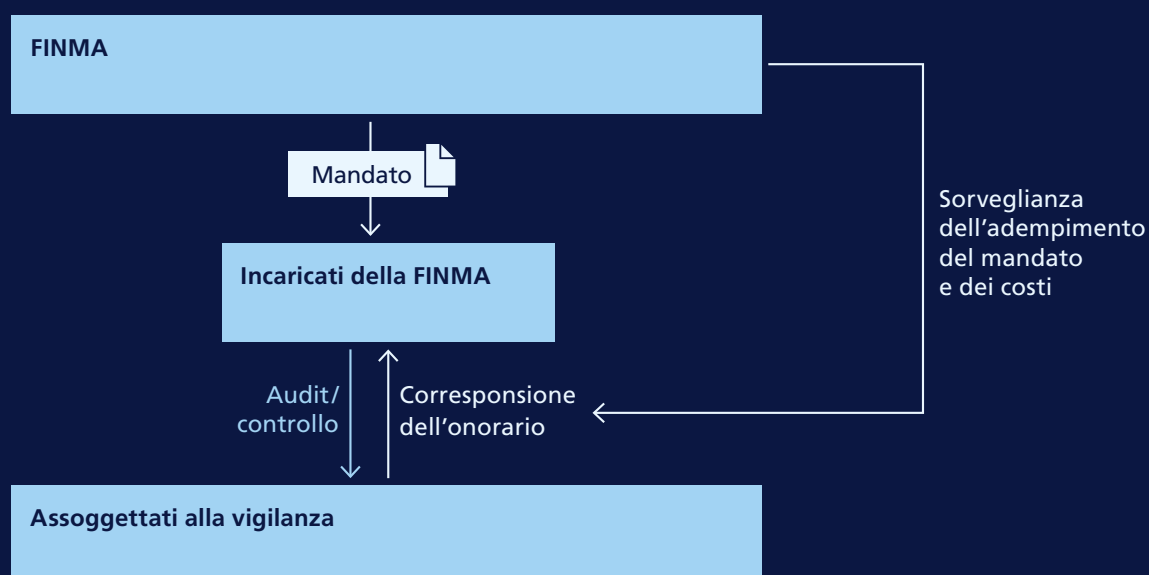 FINMA
Mandato
Incaricati della FINMA
Sorveglianza
dell'adempimento
del mandato
e dei costi
Audit/
controllo
Corresponsione
dell'onorario
Assoggettati alla vigilanza